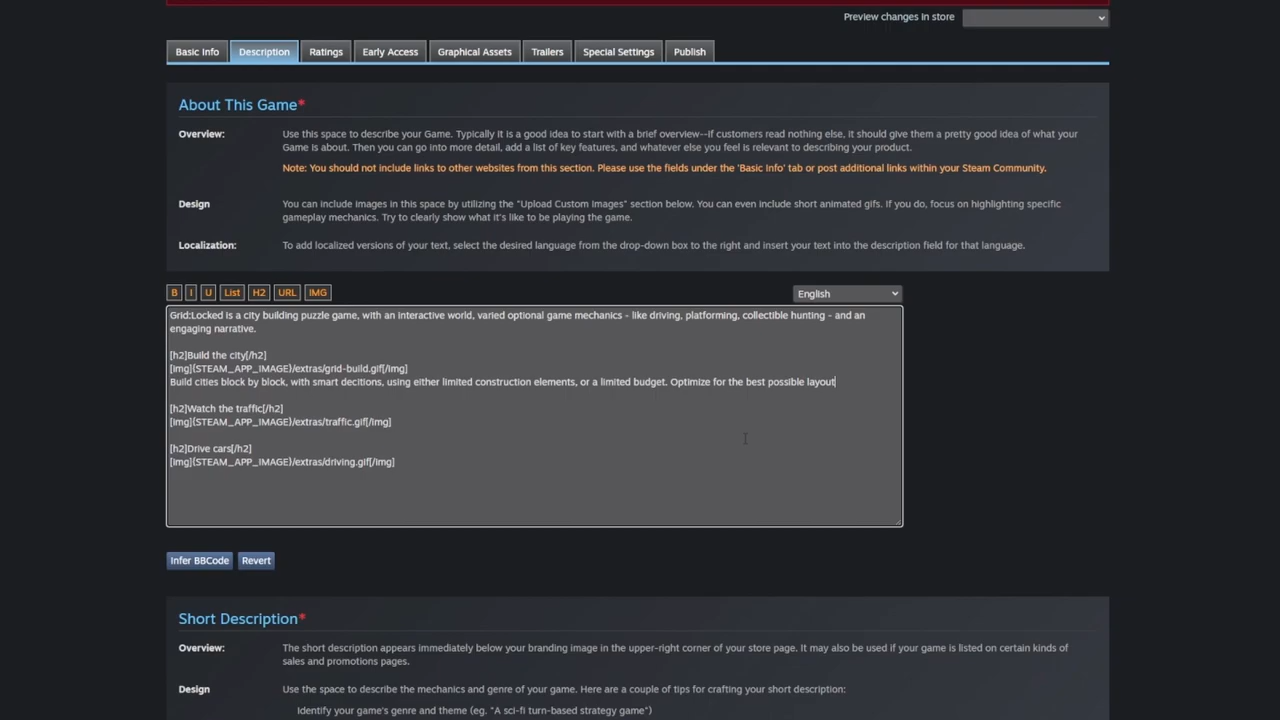 Preview changes in store
Basic Info
Description
Ratings
Early Access
Graphical Assets
Trailers
Special Settings
Publish
About This Game*
Overview:
Use this space to describe your Game. Typically it is a good idea to start with a brief overview--if customers read nothing else, it should give them a pretty good idea of what your
Game is about. Then you can go into more detail, add a list of key features, and whatever else you feel is relevant to describing your product.
Note: You should not include links to other websites from this section. Please use the fields under the 'Basic Info' tab or post additional links within your Steam Community.
Design
You can include images in this space by utilizing the "Upload Custom Images" section below. You can even include short animated gifs. If you do, focus on highlighting specific
gameplay mechanics. Try to clearly show what it's like to be playing the game.
Localization:
To add localized versions of your text, select the desired language from the drop-down box to the right and insert your text into the description field for that language.
B
I
U
List
H2
URL
IMG
English
Grid:Locked is a city building puzzle game, with an interactive world, varied optional game mechanics - like driving, platforming, collectible hunting - and an
engaging narrative.
[h2]Build the city[/h2]
[img]{STEAM_APP_IMAGE}/extras/grid-build.gif[/img]
Build cities block by block, with smart decitions, using either limited construction elements, or a limited budget. Optimize for the best possible layout
[h2]Watch the traffic[/h2]
[img]{STEAM_APP_IMAGE}/extras/traffic.gif[/img]
[h2]Drive cars[/h2]
[img]{STEAM_APP_IMAGE}/extras/driving.gif[/img]
Infer BBCode
Revert
Short Description*
Overview:
The short description appears immediately below your branding image in the upper-right corner of your store page. It may also be used if your game is listed on certain kinds of
sales and promotions pages.
Design
Use the space to describe the mechanics and genre of your game. Here are a couple of tips for crafting your short description:
Identify your game's genre and theme (eg. "A sci-fi turn-based strategy game")